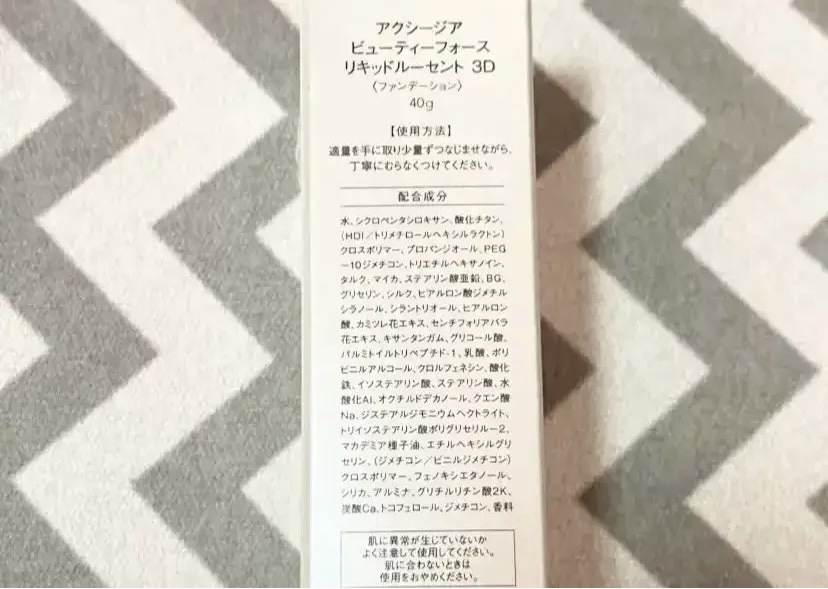 アクシージア
ビューティーフォース
リキッドルーセント 3D
〈ファンデーション〉
40g
【使用方法】
適量を手に取り少量ずつなじませながら、
丁寧にむらなくつけてください。
配合成分
水、シクロペンタシロキサン、酸化チタン、
(HDI/トリメチロールヘキシルラクトン)
クロスポリマー、プロパンジオール、PEG
-10ジメチコン、トリエチルヘキサノイン、
タルク、マイカ、ステアリン酸亜鉛、BG、
グリセリン、シルク、ヒアルロン酸ジメチル
シラノール、シラントリオール、ヒアルロン
酸、カミツレ花エキス、センチフォリアバラ
花エキス、キサンタンガム、グリコール酸、
パルミトイルトリペプチド-1、乳酸、ポリ
ビニルアルコール、クロルフェネシン、酸化
鉄、イソステアリン酸、ステアリン酸、水
酸化Al、オクチルドデカノール、クエン酸
Na、ジステアルジモニウムヘクトライト、
トリイソステアリン酸ポリグリセリル-2、
マカデミア種子油、エチルヘキシルグリ
セリン、(ジメチコン/ビニルジメチコン)
クロスポリマー、フェノキシエタノール、
シリカ、アルミナ、グリチルリチン酸2K、
炭酸Ca、トコフェロール、ジメチコン、香料
肌に異常が生じていないか
よく注意して使用してください。
肌に合わないときは
使用をおやめください。